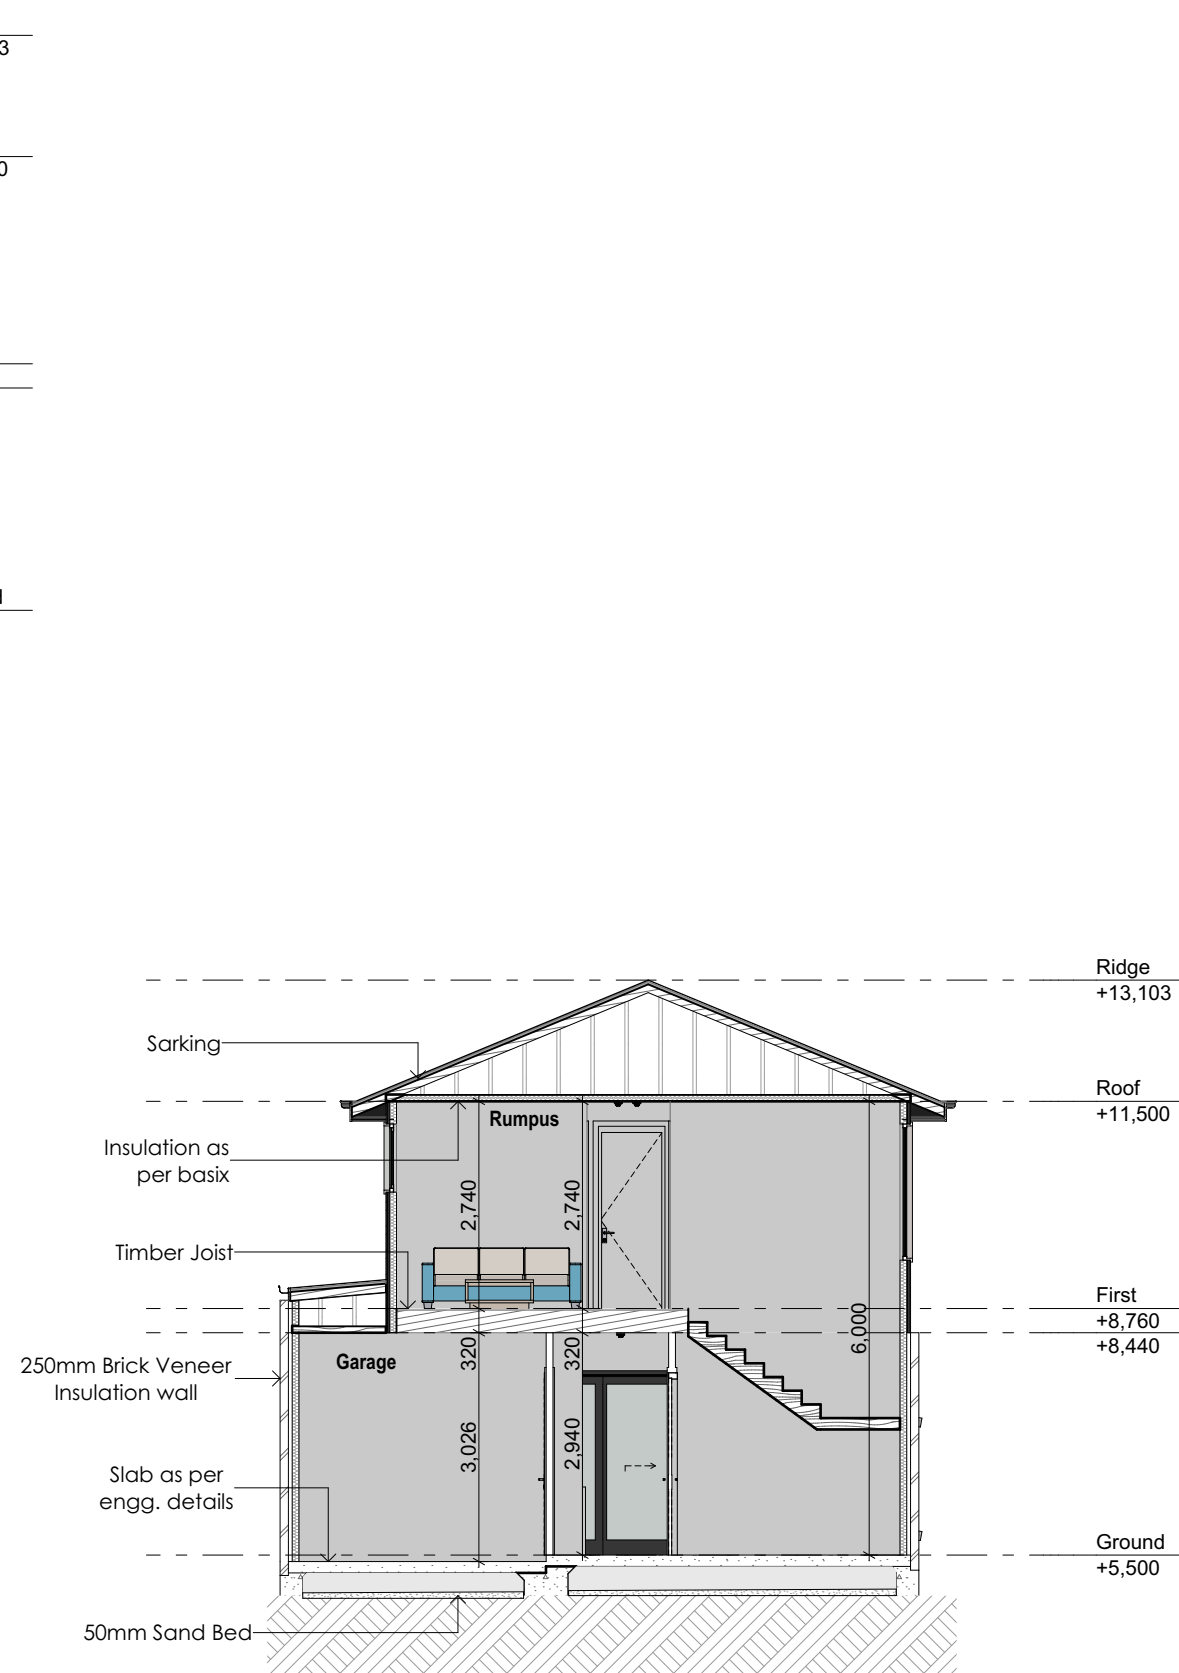 3
0
Ridge
+13,103
Sarking
Roof
+11,500
Rumpus
Insulation as
per basix
2,740
2,740
Timber Joist
First
+8,760
+8,440
6,000
320
320
Garage
250mm Brick Veneer
Insulation wall
3,026
2,940
Slab as per
engg. details
Ground
+5,500
50mm Sand Bed